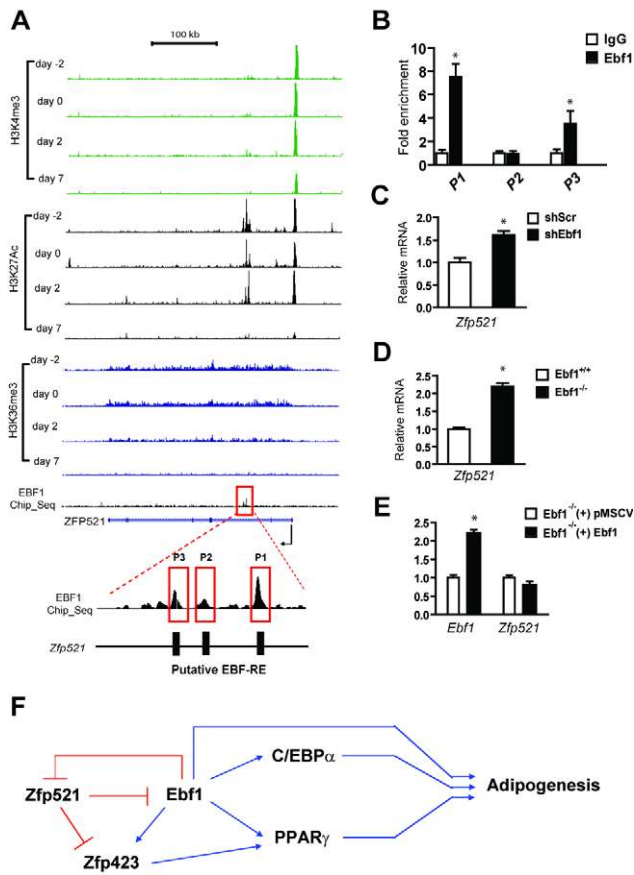 A
100 kb
H3K4me3
day -2
day 0
day 2
day 7
H3K27Ac
day -2
day 0
day 2
day 7
H3K36me3
day -2
day 0
day 2
day 7
EBF1
Chip_Seq
ZFP521
P3 P2 P1
EBF1
Chip_Seq
Zfp521
Putative EBF-RE
B
IgG
Ebf1
Fold enrichment
10
8
6
4
2
0
*
*
P1 P2 P3
C
shScr
shEbf1
Relative mRNA
2.0
1.5
1.0
0.5
0.0
*
Zfp521
D
Ebf1+/+
Ebf1-/-
Relative mRNA
2.5
2.0
1.5
1.0
0.5
0.0
*
Zfp521
E
Ebf1-/-(+) pMSCV
Ebf1-/-(+) Ebf1
2.5
2.0
1.5
1.0
0.5
0.0
*
Ebf1 Zfp521
F
Zfp521
Ebf1
Zfp423
C/EBPα
PPARγ
Adipogenesis